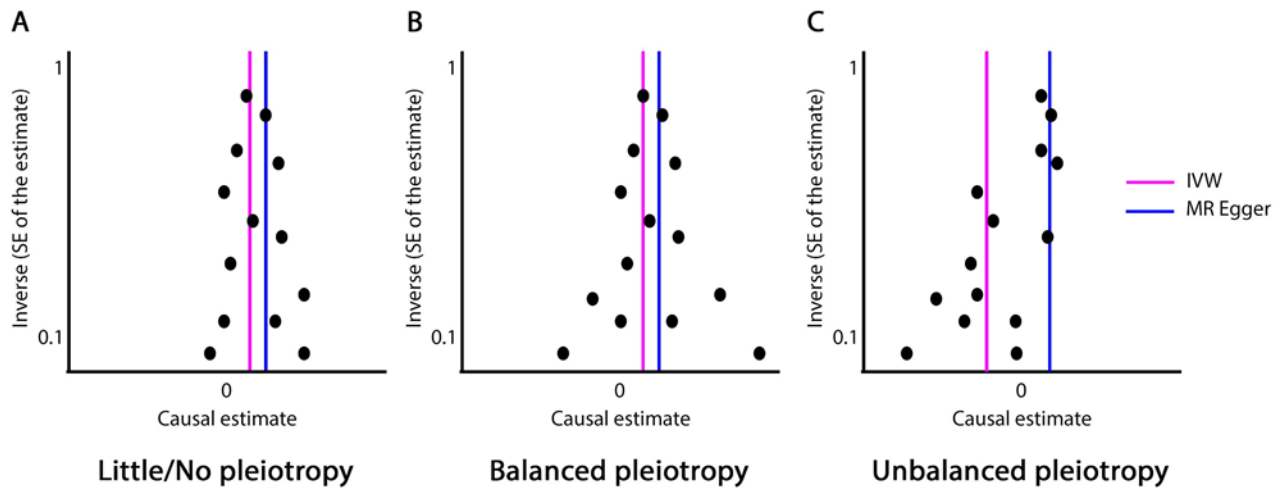 A
B
C
1
1
1
Inverse (SE of the estimate)
Inverse (SE of the estimate)
Inverse (SE of the estimate)
IVW
MR Egger
0.1
0.1
0.1
0
0
0
Causal estimate
Causal estimate
Causal estimate
Little/No pleiotropy
Balanced pleiotropy
Unbalanced pleiotropy